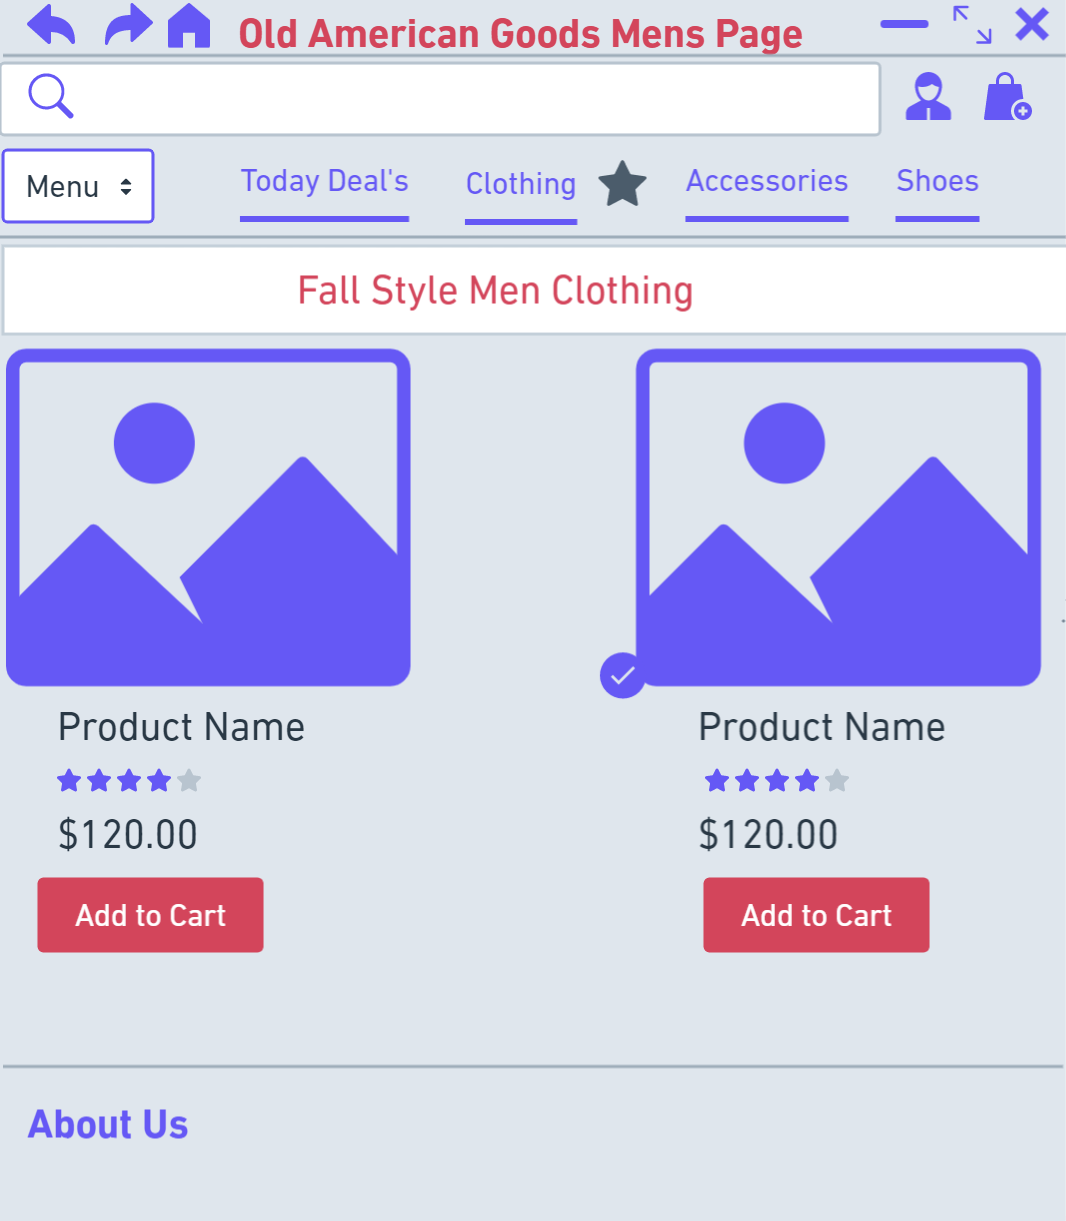 Old American Goods Mens Page
Menu
Today Deal's
Clothing
Accessories
Shoes
Fall Style Men Clothing
Product Name
Product Name
$120.00
$120.00
Add to Cart
Add to Cart
About Us